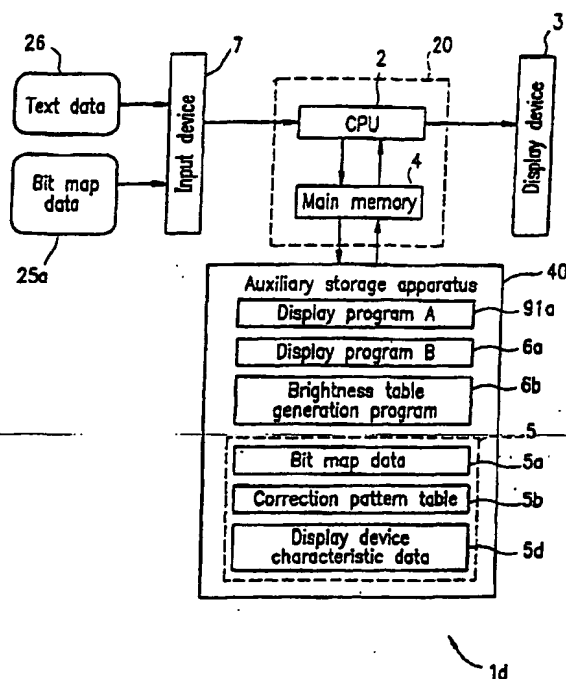 26
Text data
Bit map
data
25a
7
Input device
20
2
CPU
4
Main memory
3
Display device
40
Auxiliary storage apparatus
Display program A
91a
Display program B
6a
Brightness table
generation program
6b
5
Bit map data
5a
Correction pattern table
5b
Display device
characteristic data
5d
1d